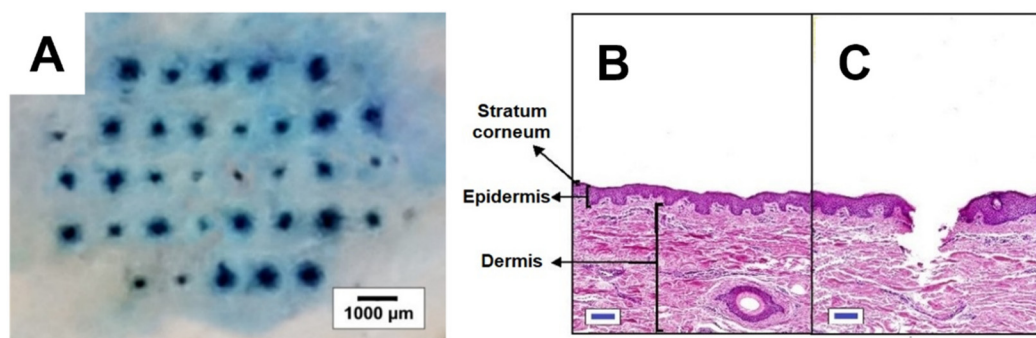 A
1000 µm
B
C
Stratum
corneum
Epidermis
Dermis